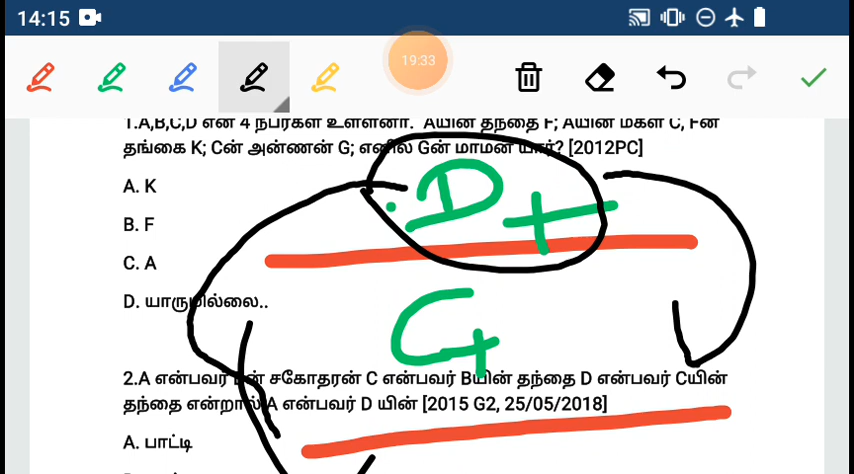 14:15
19:33
1.A,B,C,D என 4 நபர்கள் உள்ளனர். Aயின் தந்தை F; Aயின் மகள் C, Fன்
தங்கை K; Cன் அண்ணன் G; எனில் Gன் மாமன் யார்? [2012PC]
A. K
B. F
C. A
D. யாருமில்லை..
D +
C +
2.A என்பவர் Bன் சகோதரன் C என்பவர் Bயின் தந்தை D என்பவர் Cயின்
தந்தை என்றால் A என்பவர் D யின் [2015 G2, 25/05/2018]
A. பாட்டி